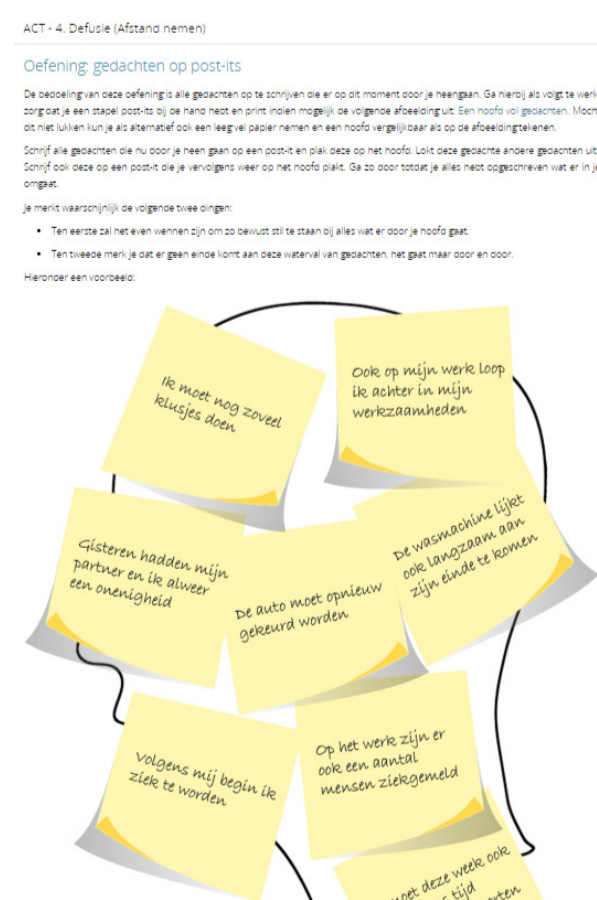 ACT - 4. Defusie (Afstand nemen)
Oefening: gedachten op post-its
De bedoeling van deze oefening is alle gedachten op te schrijven die er op dit moment door je heengaan. Ga hierbij als volgt te werk
zorg dat je een stapel post-its bij de hand hebt en print indien mogelijk de volgende afbeelding uit: Een hoofd vol gedachten. Moch
dit niet lukken kun je als alternatief ook een leeg vel papier nemen en een hoofd vergelijkbaar als op de afbeelding tekenen.
Schrijf alle gedachten die nu door je heen gaan op een post-it en plak deze op het hoofd. Lokt deze gedachte andere gedachten uit
Schrijf ook deze op een post-it die je vervolgens weer op het hoofd plakt. Ga zo door totdat je alles hebt opgeschreven wat er in je
omgaat.
Je merkt waarschijnlijk de volgende twee dingen:
Ten eerste zal het even wennen zijn om zo bewust stil te staan bij alles wat er door je hoofd gaat.
Ten tweede merk je dat er geen einde komt aan deze waterval van gedachten, het gaat maar door en door.
Hieronder een voorbeeld:
Ik moet nog zoveel
klusjes doen
Ook op mijn werk loop
ik achter in mijn
werkzaamheden
Gisteren hadden mijn
partner en ik alweer
een onenigheid
De auto moet opnieuw
gekeurd worden
De wasmachine lijkt
ook langzaam aan
zijn einde te komen
Volgens mij begin ik
ziek te worden
Op het werk zijn er
ook een aantal
mensen ziekgemeld
deze week ook
tijd